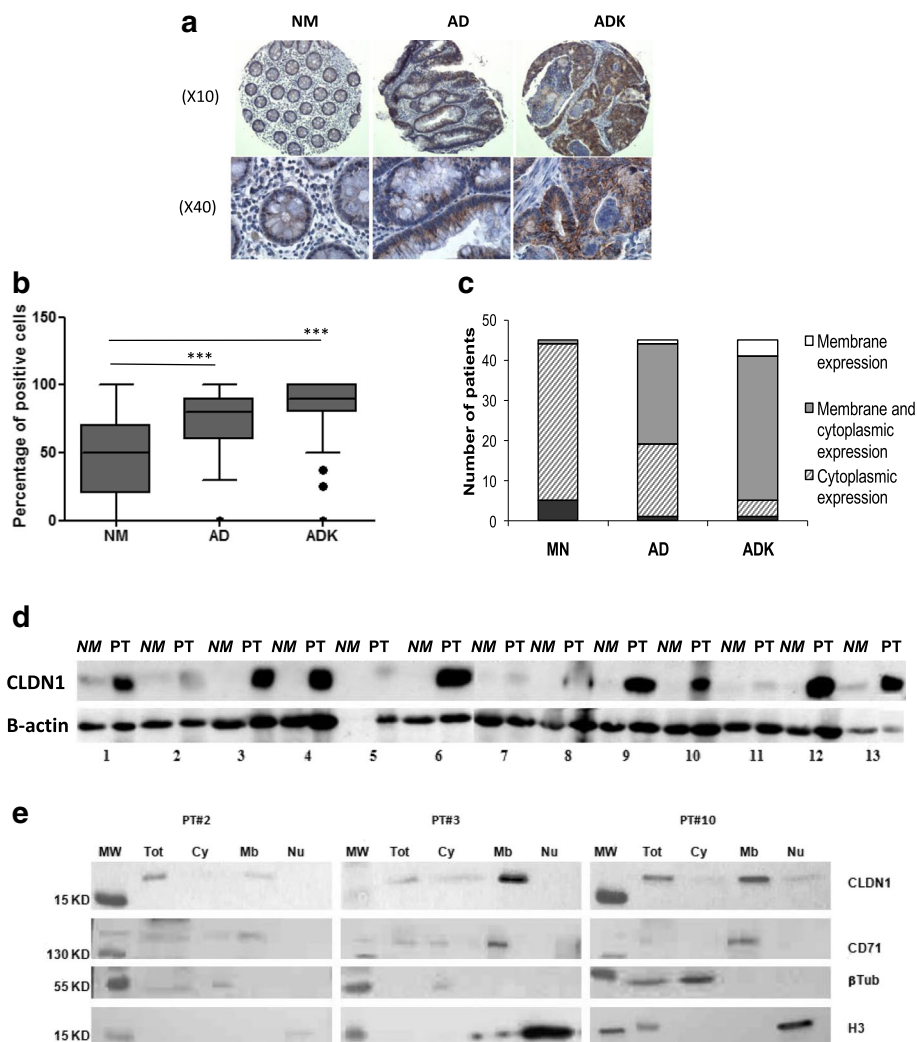 a
NM AD ADK
(X10)
(X40)
b
Percentage of positive cells
150
100
50
0
*** ***
NM AD ADK
c
Number of patients
50
40
30
20
10
0
MN AD ADK
Membrane
expression
Membrane and
cytoplasmic
expression
Cytoplasmic
expression
d
NM PT NM PT NM PT NM PT NM PT NM PT NM PT NM PT NM PT NM PT NM PT NM PT NM PT
CLDN1
B-actin
1 2 3 4 5 6 7 8 9 10 11 12 13
e
PT#2 PT#3 PT#10
MW Tot Cy Mb Nu MW Tot Cy Mb Nu MW Tot Cy Mb Nu
15 KD CLDN1
130 KD CD71
55 KD βTub
15 KD H3